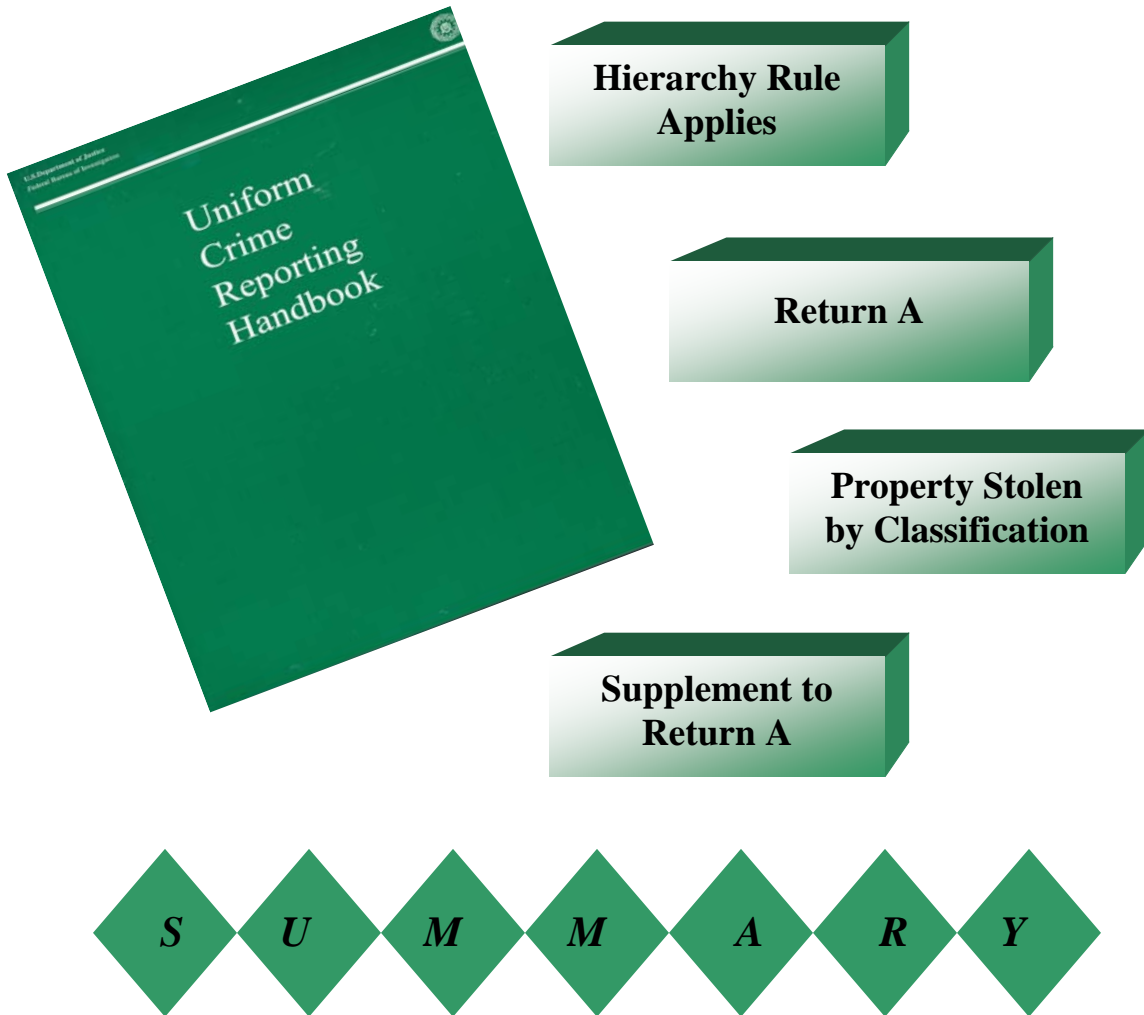 U.S.Department of Justice
Federal Bureau of Investigation
Uniform
Crime
Reporting
Handbook
Hierarchy Rule
Applies
Return A
Property Stolen
by Classification
Supplement to
Return A
S U M M A R Y